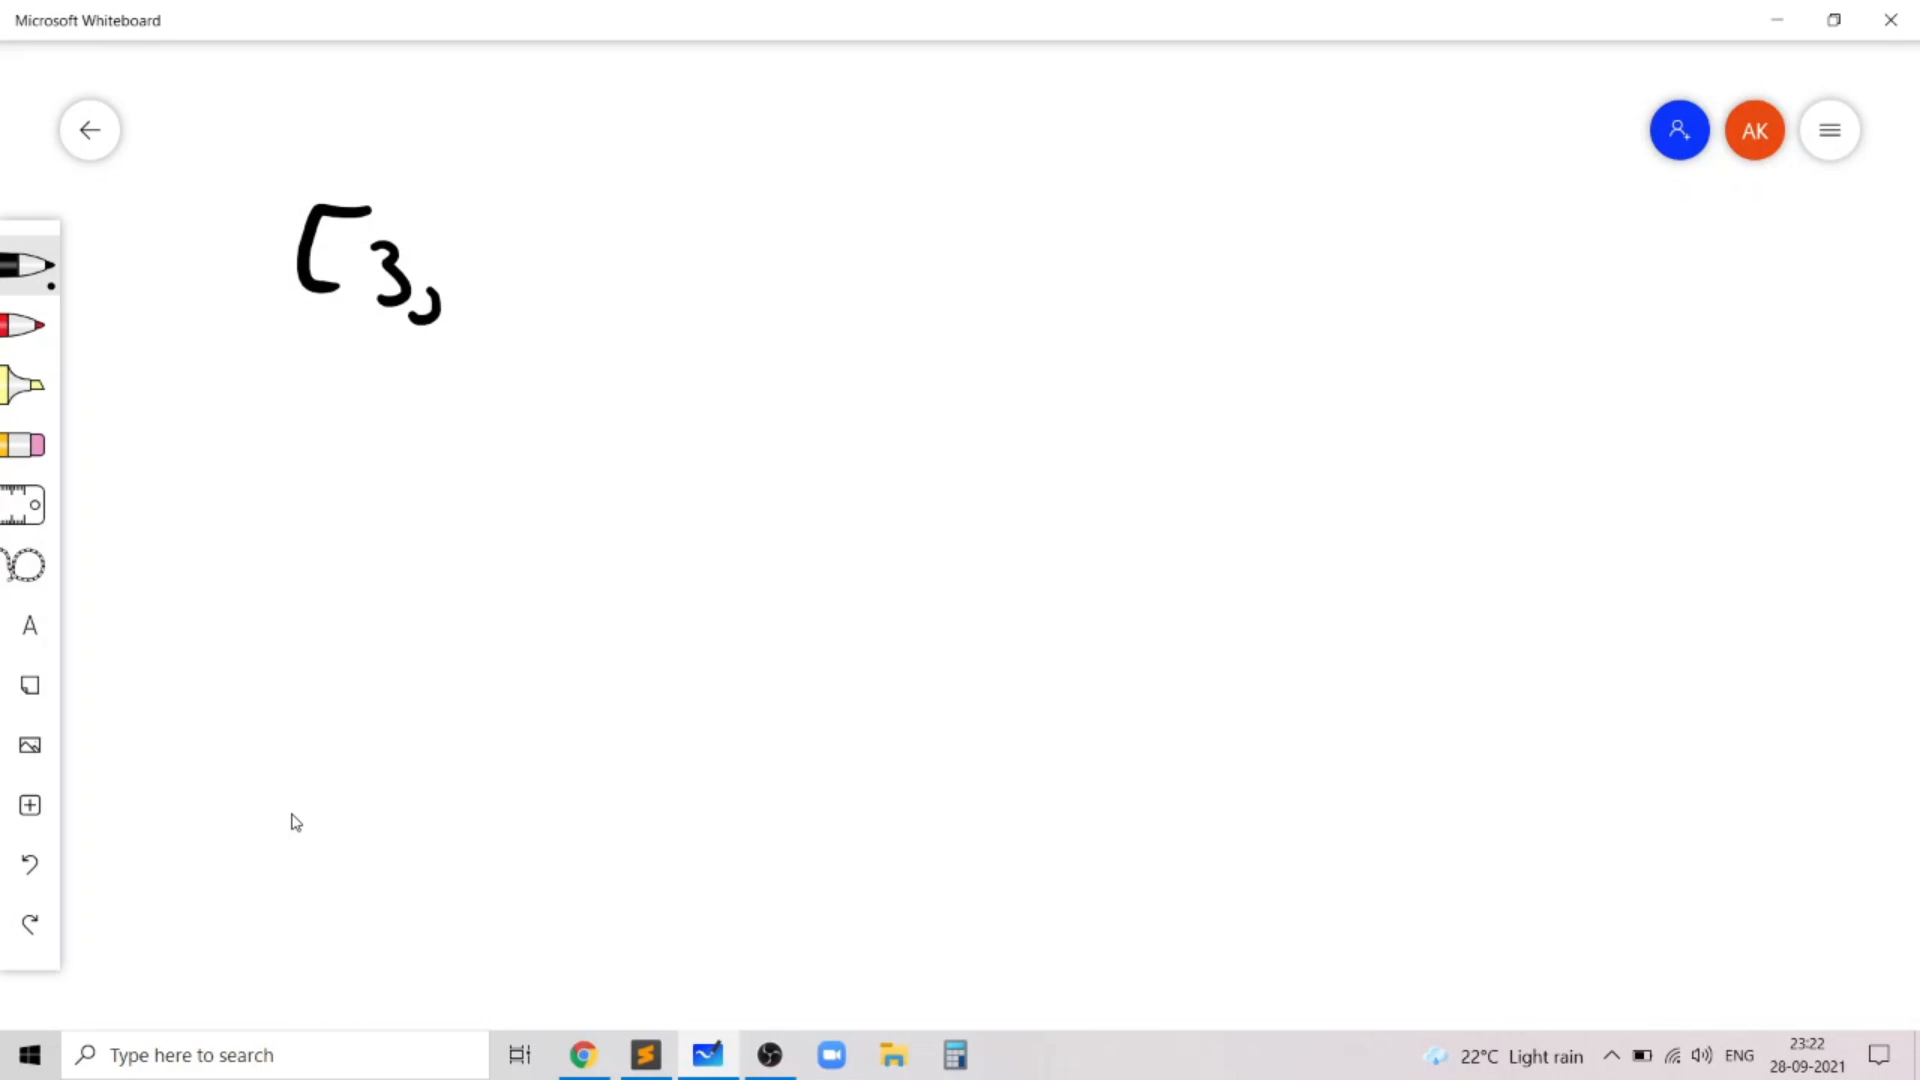 Microsoft Whiteboard
AK
[3,
A
Type here to search
22°C Light rain
ENG
23:22
28-09-2021